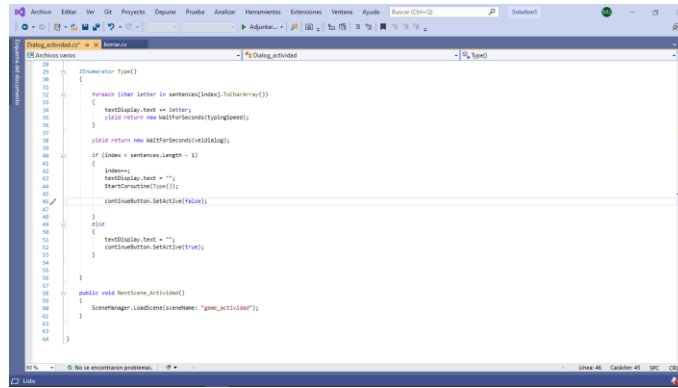 Archivo Editar Ver Git Proyecto Depurar Prueba Analizar Herramientas Extensiones Ventana Ayuda Buscar (Ctrl+Q) Solution1
Adjuntar...
Esquema del documento
Dialog_actividad.cs* borrar.cs
Archivos varios Dialog_actividad Type()
28
29 IEnumerator Type()
30 {
31
32 foreach (char letter in sentences[index].ToCharArray())
33 {
34 textDisplay.text += letter;
35 yield return new WaitForSeconds(typingSpeed);
36 }
37
38 yield return new WaitForSeconds(veldialog);
39
40 if (index < sentences.Length - 1)
41 {
42 index++;
43 textDisplay.text = "";
44 StartCoroutine(Type());
45
46 continueButton.SetActive(false);
47
48 }
49 else
50 {
51 textDisplay.text = "";
52 continueButton.SetActive(true);
53 }
54
55
56 }
57
58 public void NextScene_Actividad()
59 {
60 SceneManager.LoadScene(sceneName: "game_actividad");
61 }
62
63
64 }
90 % No se encontraron problemas. Línea: 46 Carácter: 45 SPC
Listo